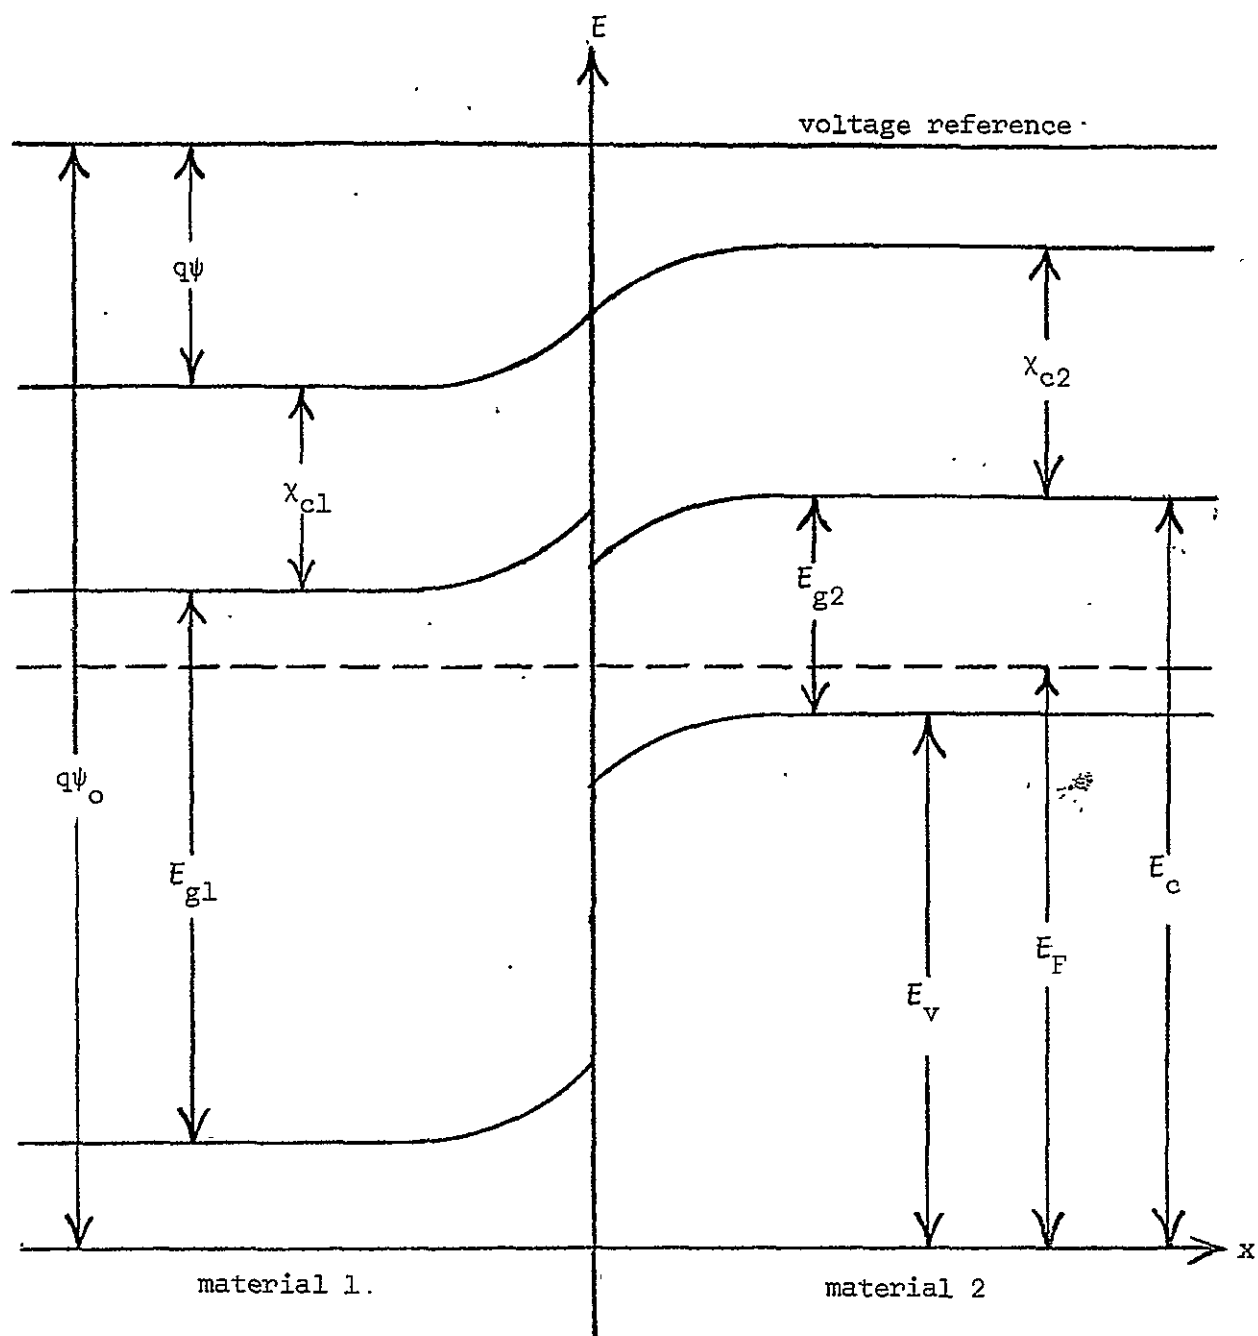 E
voltage reference
qψ
χc2
χc1
Eg2
qψo
Eg1
Ec
EF
Ev
x
material 1.
material 2